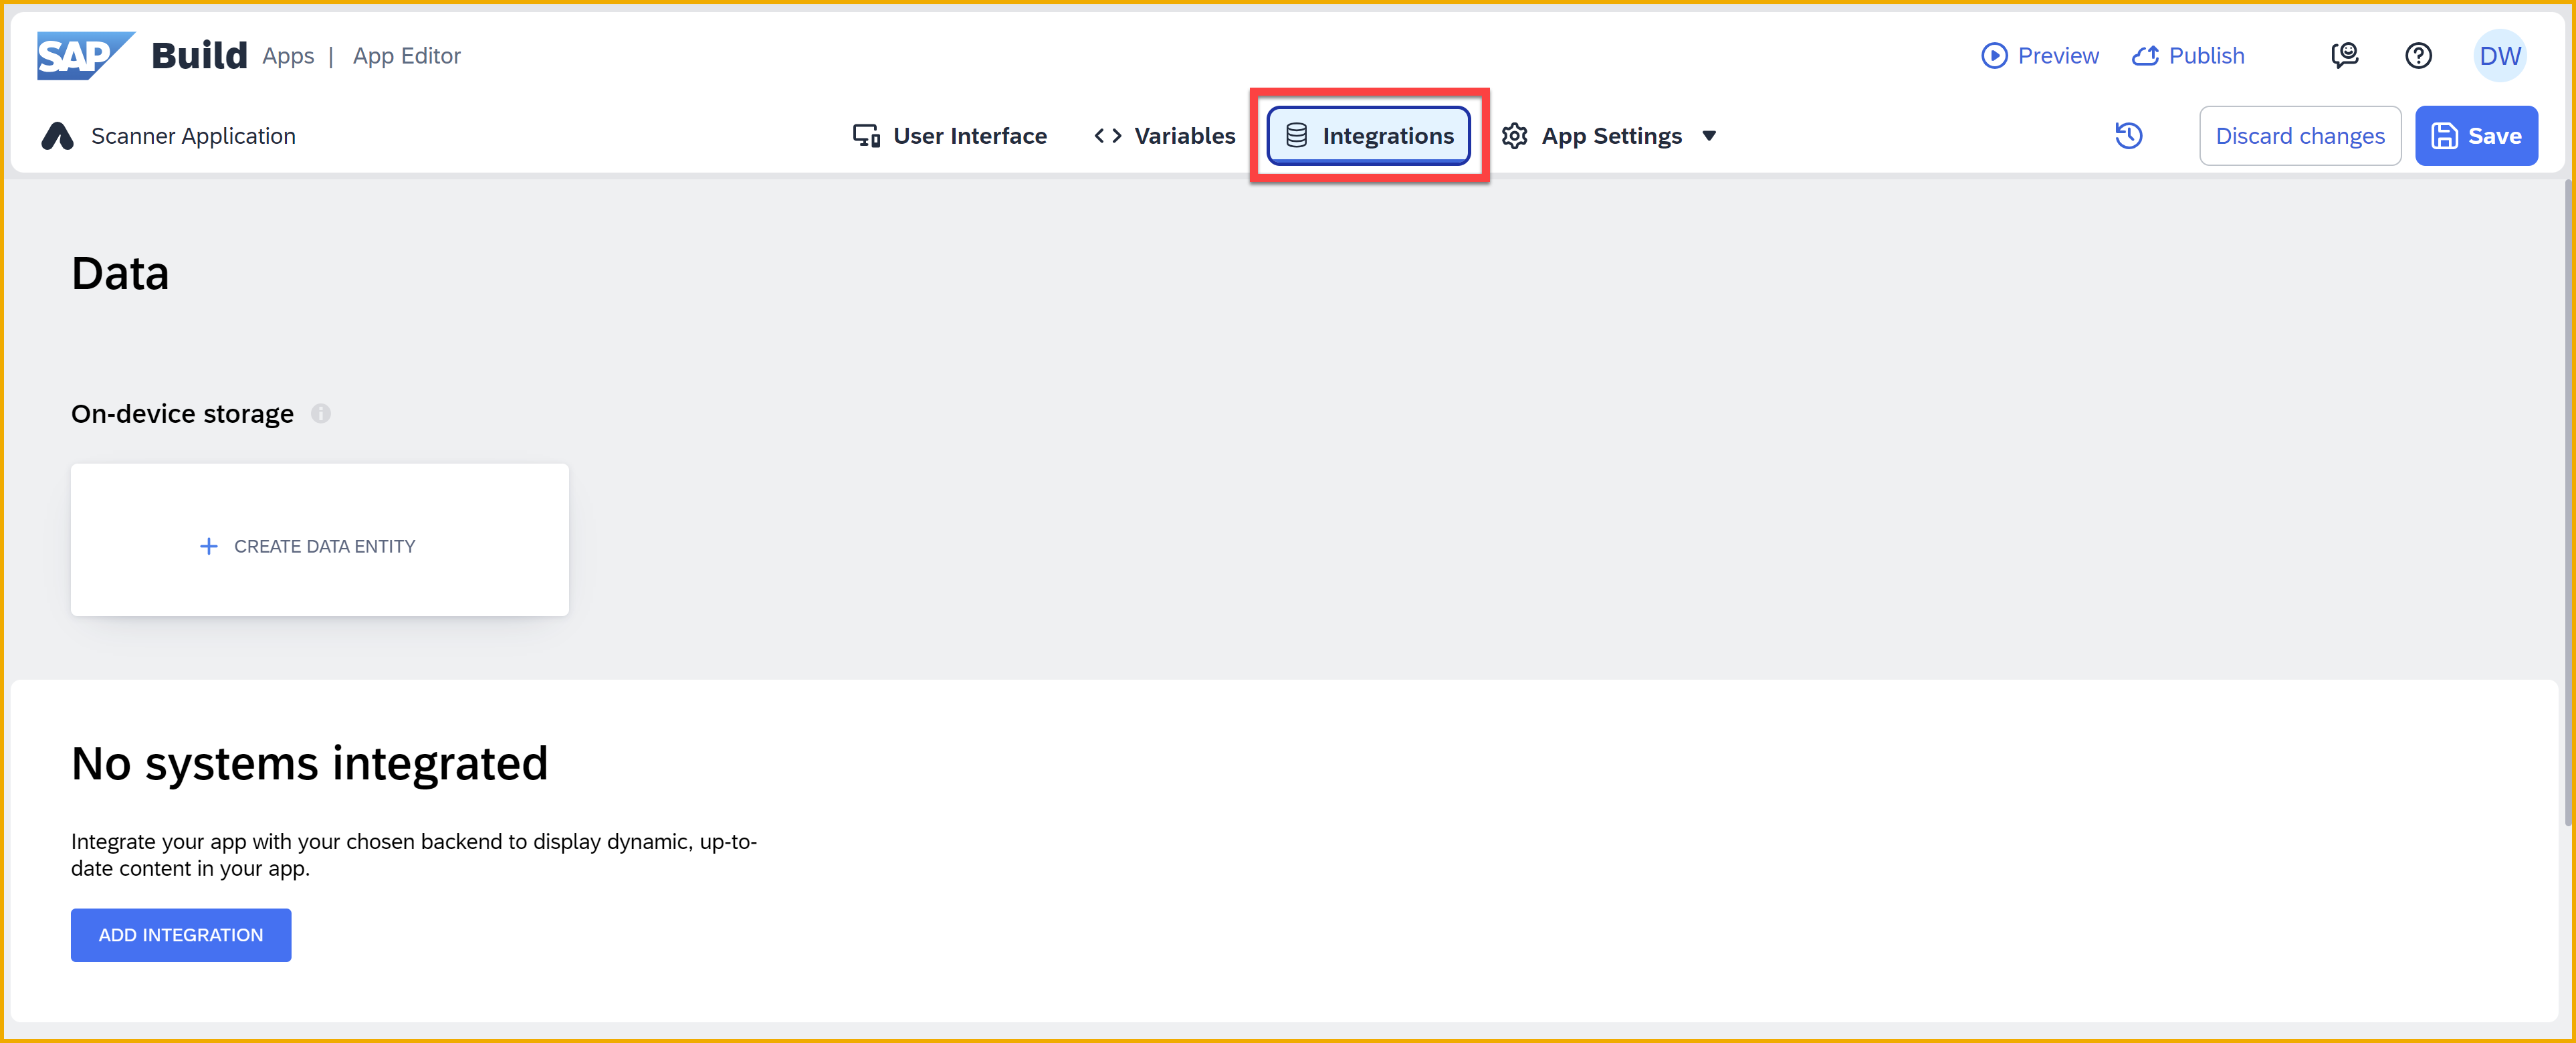 SAP Build Apps | App Editor
Preview
Publish
DW
Scanner Application
User Interface
Variables
Integrations
App Settings
Discard changes
Save
Data
On-device storage
+ CREATE DATA ENTITY
No systems integrated
Integrate your app with your chosen backend to display dynamic, up-to-
date content in your app.
ADD INTEGRATION